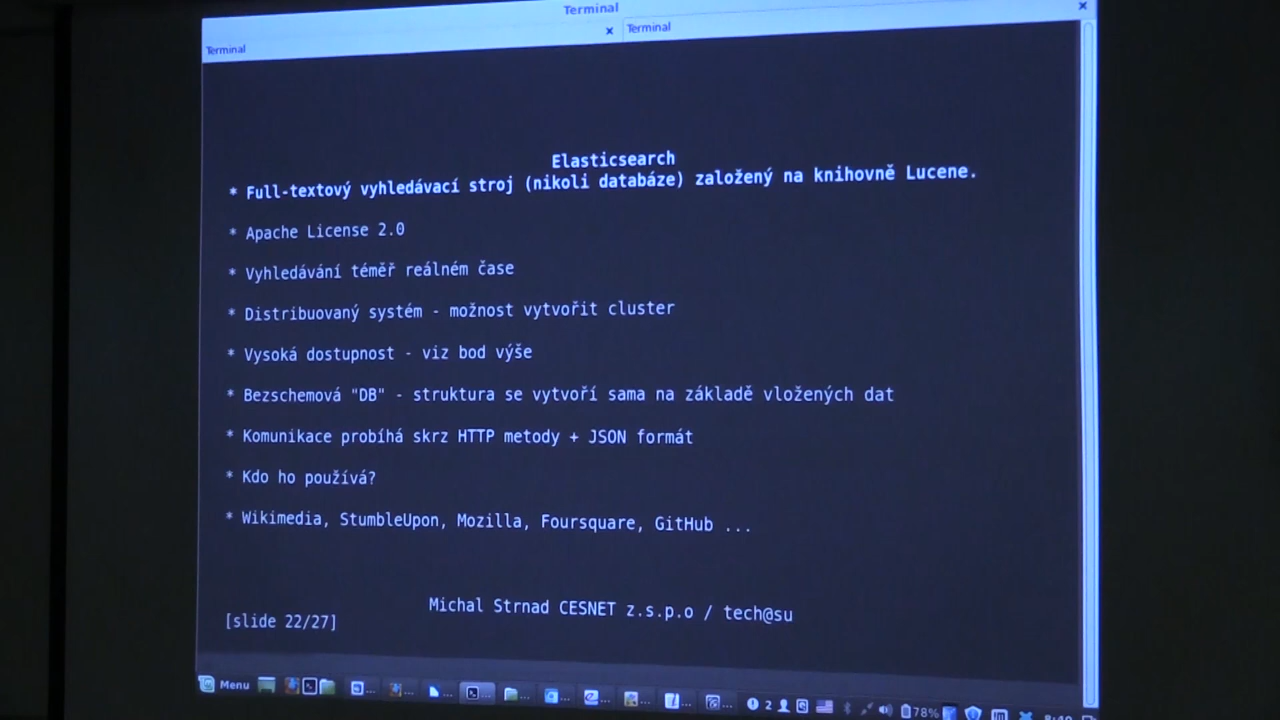 Terminal
Terminal
Terminal
Elasticsearch
* Full-textový vyhledávací stroj (nikoli databáze) založený na knihovně Lucene.
* Apache License 2.0
* Vyhledávání téměř reálném čase
* Distribuovaný systém - možnost vytvořit cluster
* Vysoká dostupnost - viz bod výše
* Bezschemová "DB" - struktura se vytvoří sama na základě vložených dat
* Komunikace probíhá skrz HTTP metody + JSON formát
* Kdo ho používá?
* Wikimedia, StumbleUpon, Mozilla, Foursquare, GitHub ...
Michal Strnad CESNET z.s.p.o / tech@su
[slide 22/27]
Menu 2 78%